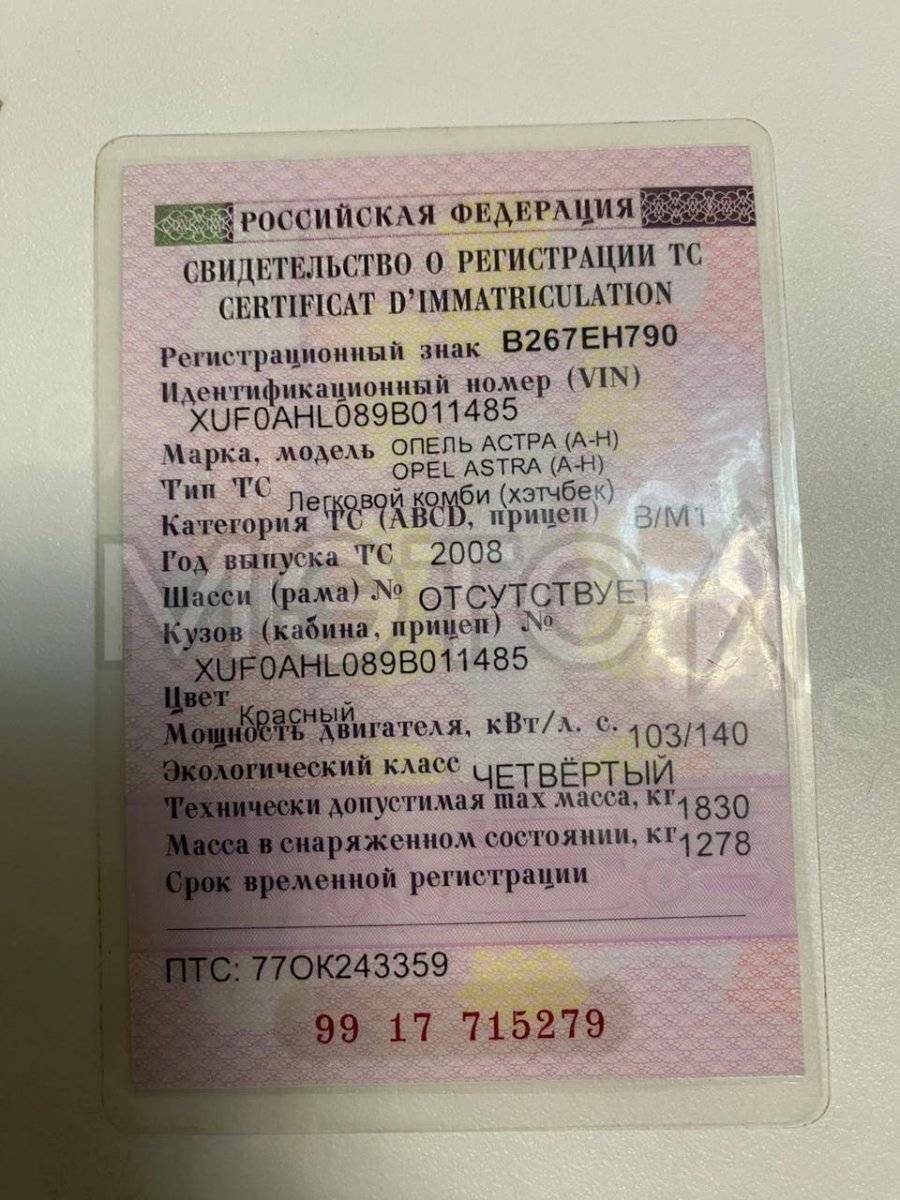 РОССИЙСКАЯ ФЕДЕРАЦИЯ
СВИДЕТЕЛЬСТВО О РЕГИСТРАЦИИ ТС
CERTIFICAT D'IMMATRICULATION
Регистрационный знак В267ЕН790
Идентификационный номер (VIN)
XUF0AHL089B011485
Марка, модель ОПЕЛЬ АСТРА (А-Н)
OPEL ASTRA (A-H)
Тип ТС Легковой комби (хэтчбек)
Категория ТС (ABCD, прицеп) B/M1
Год выпуска ТС 2008
Шасси (рама) № ОТСУТСТВУЕТ
Кузов (кабина, прицеп) №
XUF0AHL089B011485
Цвет Красный
Мощность двигателя, кВт/л. с. 103/140
Экологический класс ЧЕТВЁРТЫЙ
Технически допустимая max масса, кг 1830
Масса в снаряженном состоянии, кг 1278
Срок временной регистрации
ПТС: 77ОК243359
99 17 715279